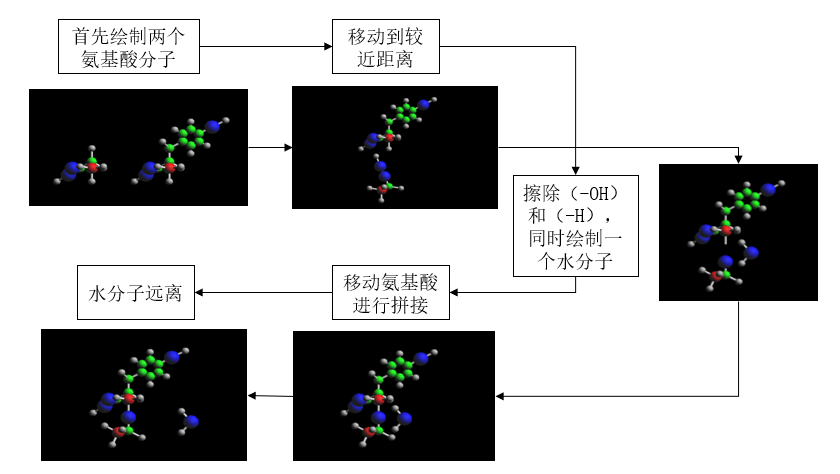 首先绘制两个
氨基酸分子
移动到较
近距离
擦除（-OH）
和（-H），
同时绘制一
个水分子
移动氨基酸
进行拼接
水分子远离